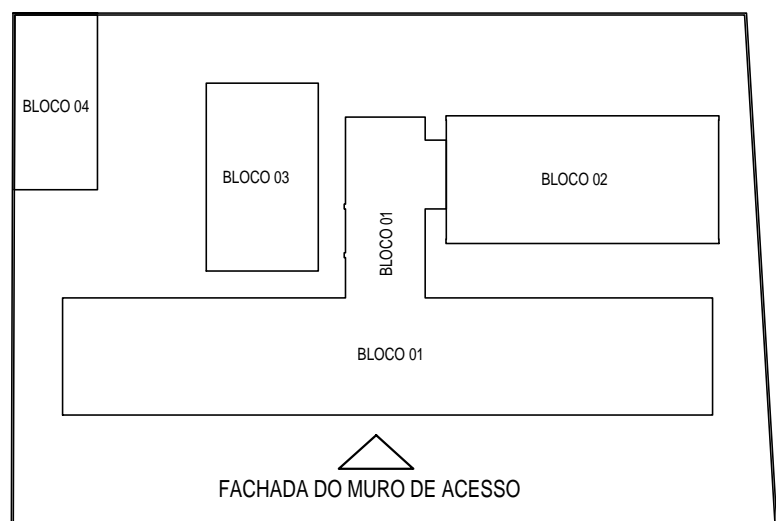 BLOCO 04
BLOCO 03
BLOCO 02
BLOCO 01
BLOCO 01
FACHADA DO MURO DE ACESSO